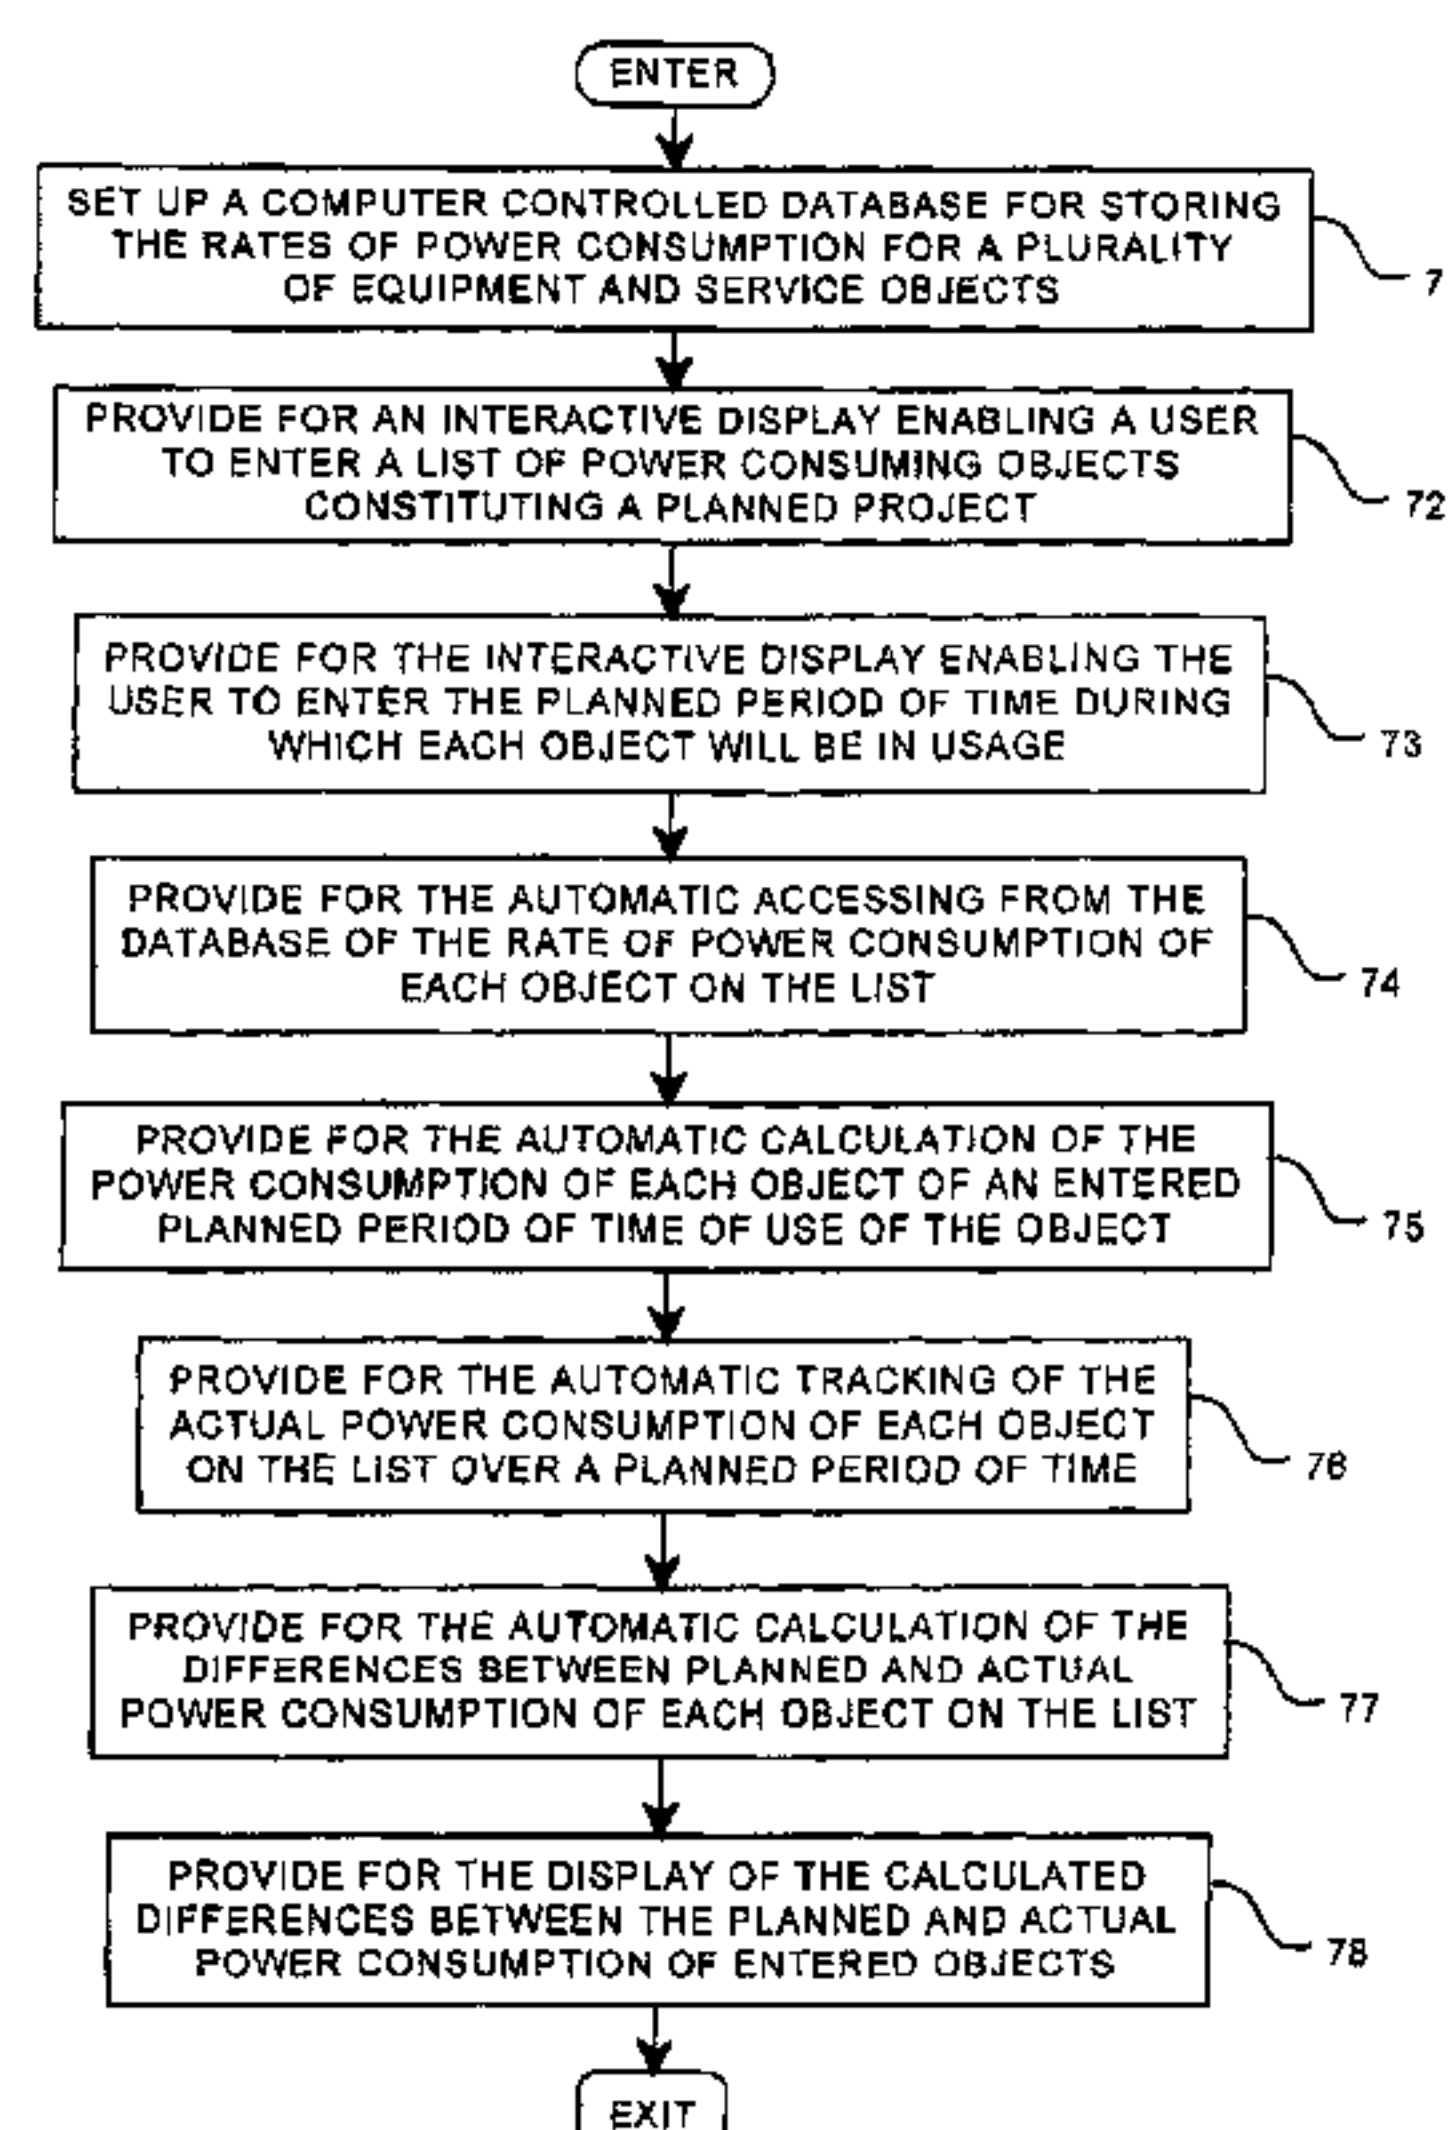 ENTER
SET UP A COMPUTER CONTROLLED DATABASE FOR STORING
THE RATES OF POWER CONSUMPTION FOR A PLURALITY
OF EQUIPMENT AND SERVICE OBJECTS
7
PROVIDE FOR AN INTERACTIVE DISPLAY ENABLING A USER
TO ENTER A LIST OF POWER CONSUMING OBJECTS
CONSTITUTING A PLANNED PROJECT
72
PROVIDE FOR THE INTERACTIVE DISPLAY ENABLING THE
USER TO ENTER THE PLANNED PERIOD OF TIME DURING
WHICH EACH OBJECT WILL BE IN USAGE
73
PROVIDE FOR THE AUTOMATIC ACCESSING FROM THE
DATABASE OF THE RATE OF POWER CONSUMPTION OF
EACH OBJECT ON THE LIST
74
PROVIDE FOR THE AUTOMATIC CALCULATION OF THE
POWER CONSUMPTION OF EACH OBJECT OF AN ENTERED
PLANNED PERIOD OF TIME OF USE OF THE OBJECT
75
PROVIDE FOR THE AUTOMATIC TRACKING OF THE
ACTUAL POWER CONSUMPTION OF EACH OBJECT
ON THE LIST OVER A PLANNED PERIOD OF TIME
76
PROVIDE FOR THE AUTOMATIC CALCULATION OF THE
DIFFERENCES BETWEEN PLANNED AND ACTUAL
POWER CONSUMPTION OF EACH OBJECT ON THE LIST
77
PROVIDE FOR THE DISPLAY OF THE CALCULATED
DIFFERENCES BETWEEN THE PLANNED AND ACTUAL
POWER CONSUMPTION OF ENTERED OBJECTS
78
EXIT